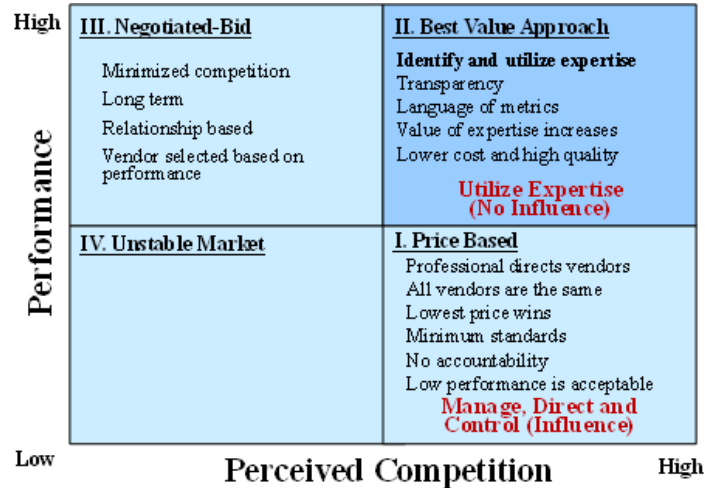 High
III. Negotiated-Bid
Minimized competition
Long term
Relationship based
Vendor selected based on
performance
II. Best Value Approach
Identify and utilize expertise
Transparency
Language of metrics
Value of expertise increases
Lower cost and high quality
Utilize Expertise
(No Influence)
Performance
IV. Unstable Market
I. Price Based
Professional directs vendors
All vendors are the same
Lowest price wins
Minimum standards
No accountability
Low performance is acceptable
Manage, Direct and
Control (Influence)
Low
Perceived Competition
High